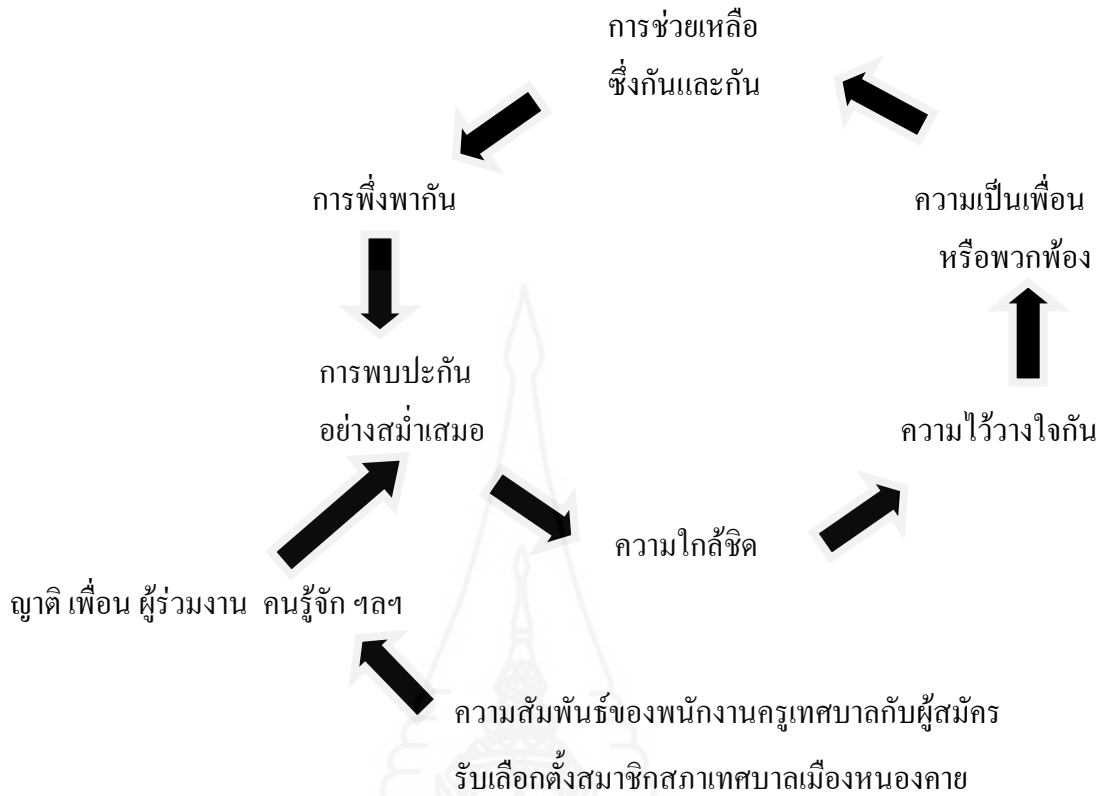 การช่วยเหลือ
ซึ่งกันและกัน
การพึ่งพากัน
ความเป็นเพื่อน
หรือพวกพ้อง
การพบปะกัน
อย่างสม่ำเสมอ
ความไว้วางใจกัน
ความใกล้ชิด
ญาติ เพื่อน ผู้ร่วมงาน คนรู้จัก ฯลฯ
ความสัมพันธ์ของพนักงานครูเทศบาลกับผู้สมัคร
รับเลือกตั้งสมาชิกสภาเทศบาลเมืองหนองคาย